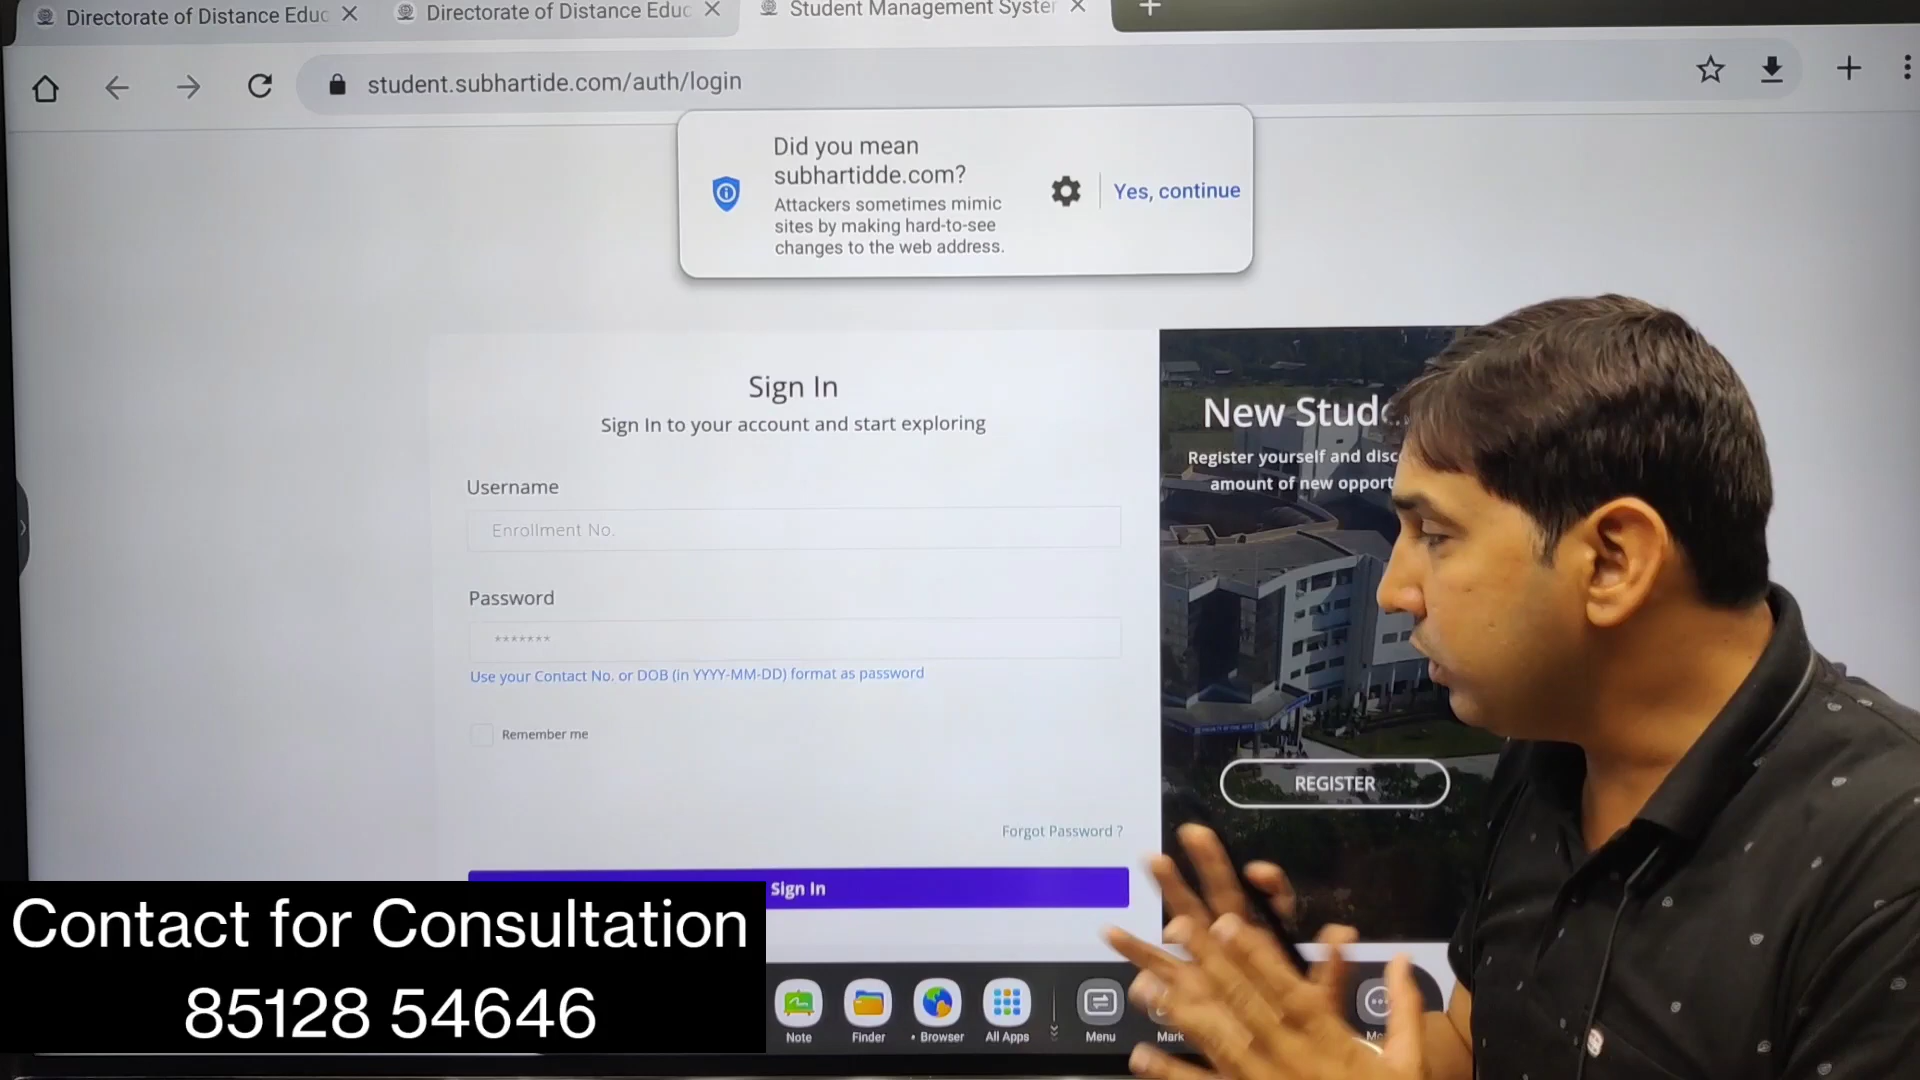 Directorate of Distance Educ
Directorate of Distance Educ
Student Management Syster
student.subhartide.com/auth/login
Did you mean
subhartidde.com?
Attackers sometimes mimic
sites by making hard-to-see
changes to the web address.
Yes, continue
Sign In
Sign In to your account and start exploring
Username
Enrollment No.
Password
*******
Use your Contact No. or DOB (in YYYY-MM-DD) format as password
Remember me
Forgot Password ?
Sign In
New Stud
Register yourself and disc
amount of new opport
REGISTER
Contact for Consultation
85128 54646
Note
Finder
• Browser
All Apps
Menu
Mark